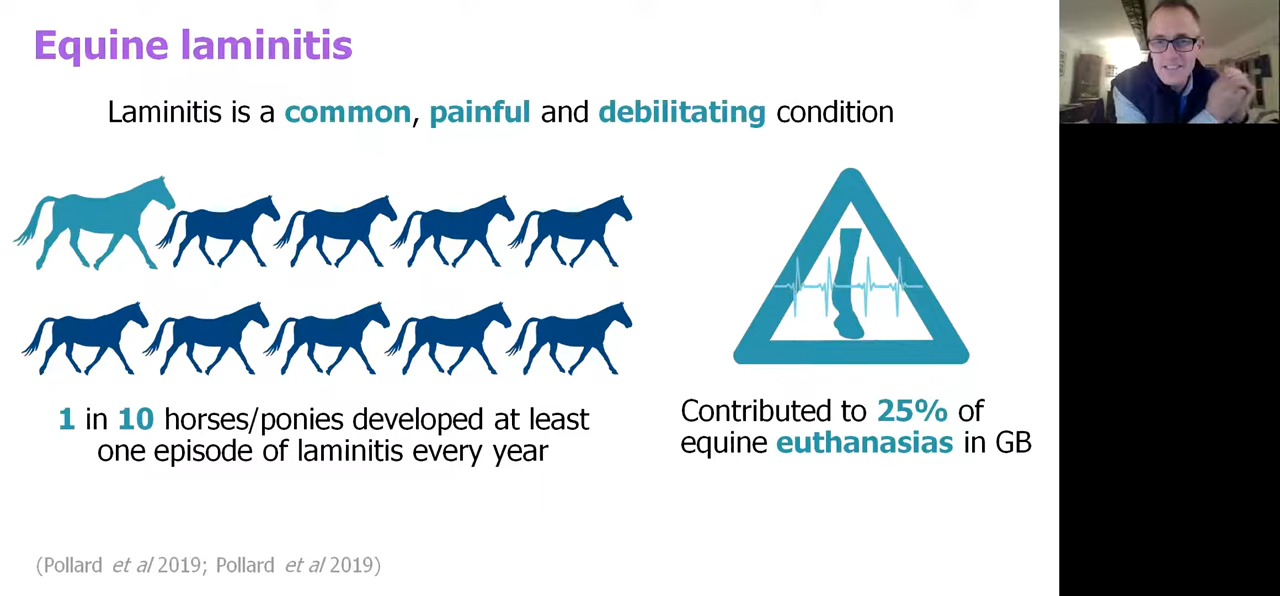 Equine laminitis
Laminitis is a common, painful and debilitating condition
1 in 10 horses/ponies developed at least
one episode of laminitis every year
Contributed to 25% of
equine euthanasias in GB
(Pollard et al 2019; Pollard et al 2019)